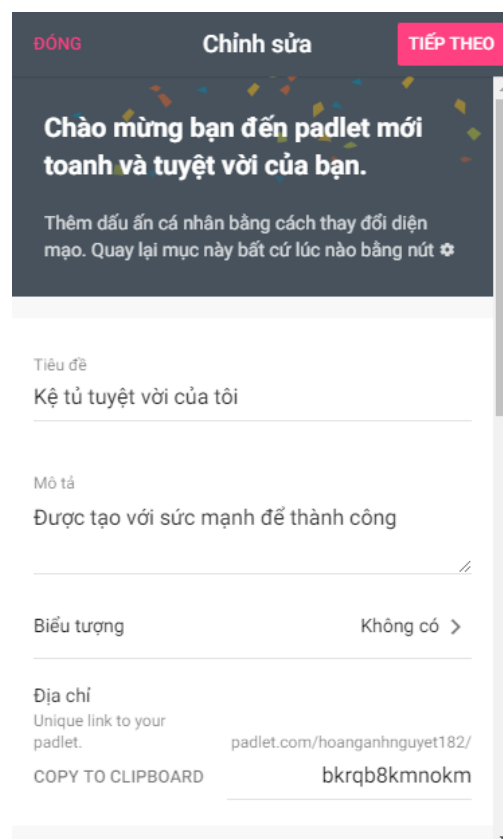 ĐÓNG Chỉnh sửa TIẾP THEO
Chào mừng bạn đến padlet mới
toanh và tuyệt vời của bạn.
Thêm dấu ấn cá nhân bằng cách thay đổi diện
mạo. Quay lại mục này bất cứ lúc nào bằng nút
Tiêu đề
Kệ tủ tuyệt vời của tôi
Mô tả
Được tạo với sức mạnh để thành công
Biểu tượng Không có
Địa chỉ
Unique link to your
padlet. padlet.com/hoanganhnguyet182/
COPY TO CLIPBOARD bkrqb8kmnokm